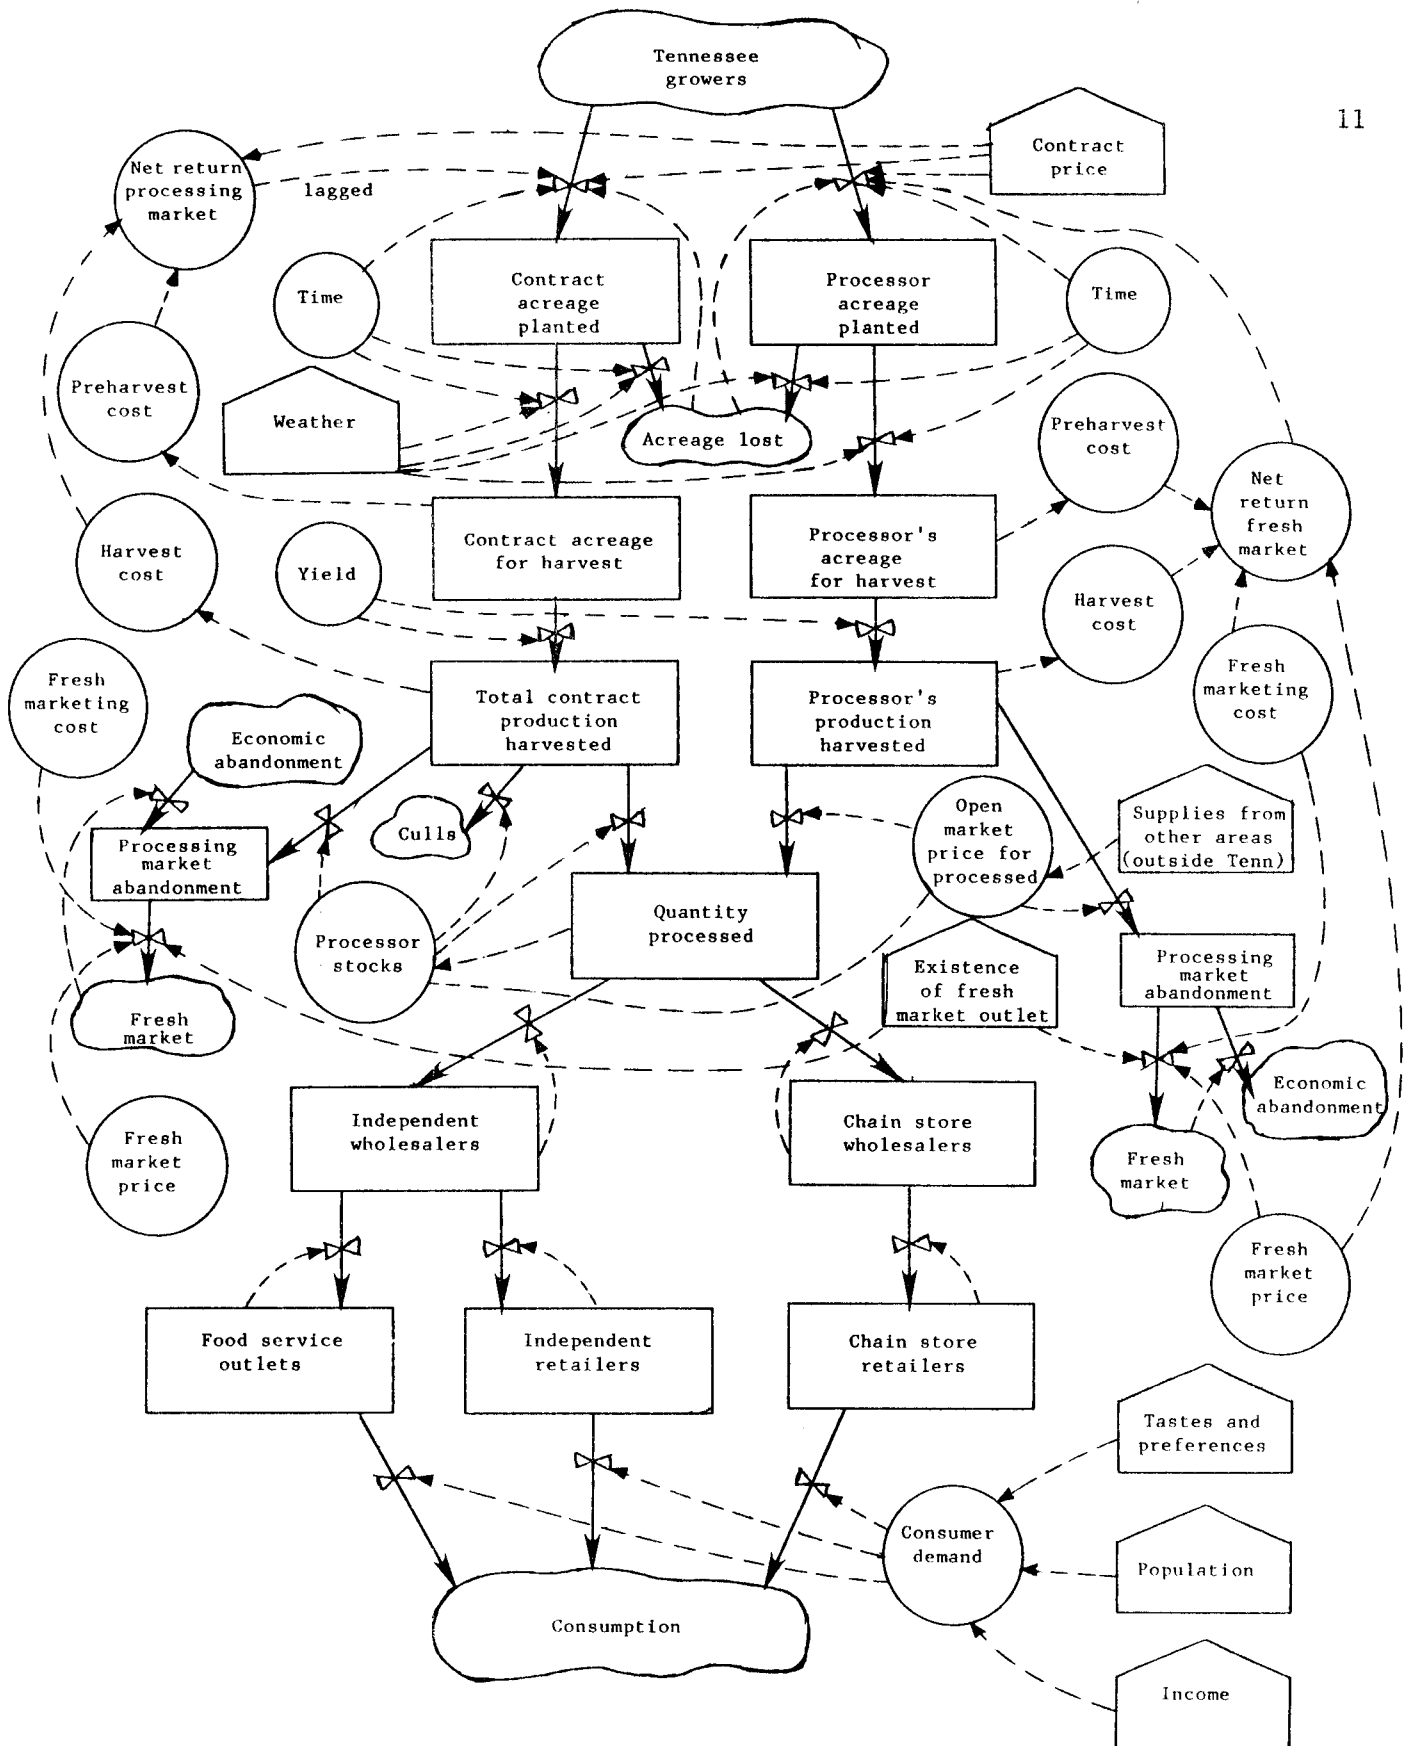 Tennessee
growers
11
Contract
price
Net return
processing
market
lagged
Time
Contract
acreage
planted
Processor
acreage
planted
Time
Preharvest
cost
Weather
Acreage lost
Preharvest
cost
Net
return
fresh
market
Harvest
cost
Yield
Contract acreage
for harvest
Processor's
acreage
for harvest
Harvest
cost
Fresh
marketing
cost
Economic
abandonment
Total contract
production
harvested
Processor's
production
harvested
Fresh
marketing
cost
Processing
market
abandonment
Culls
Open
market
price for
processed
Supplies from
other areas
(outside Tenn)
Processor
stocks
Quantity
processed
Existence
of fresh
market outlet
Processing
market
abandonment
Fresh
market
Economic
abandonment
Fresh
market
price
Independent
wholesalers
Chain store
wholesalers
Fresh
market
Fresh
market
price
Food service
outlets
Independent
retailers
Chain store
retailers
Tastes and
preferences
Consumer
demand
Population
Consumption
Income